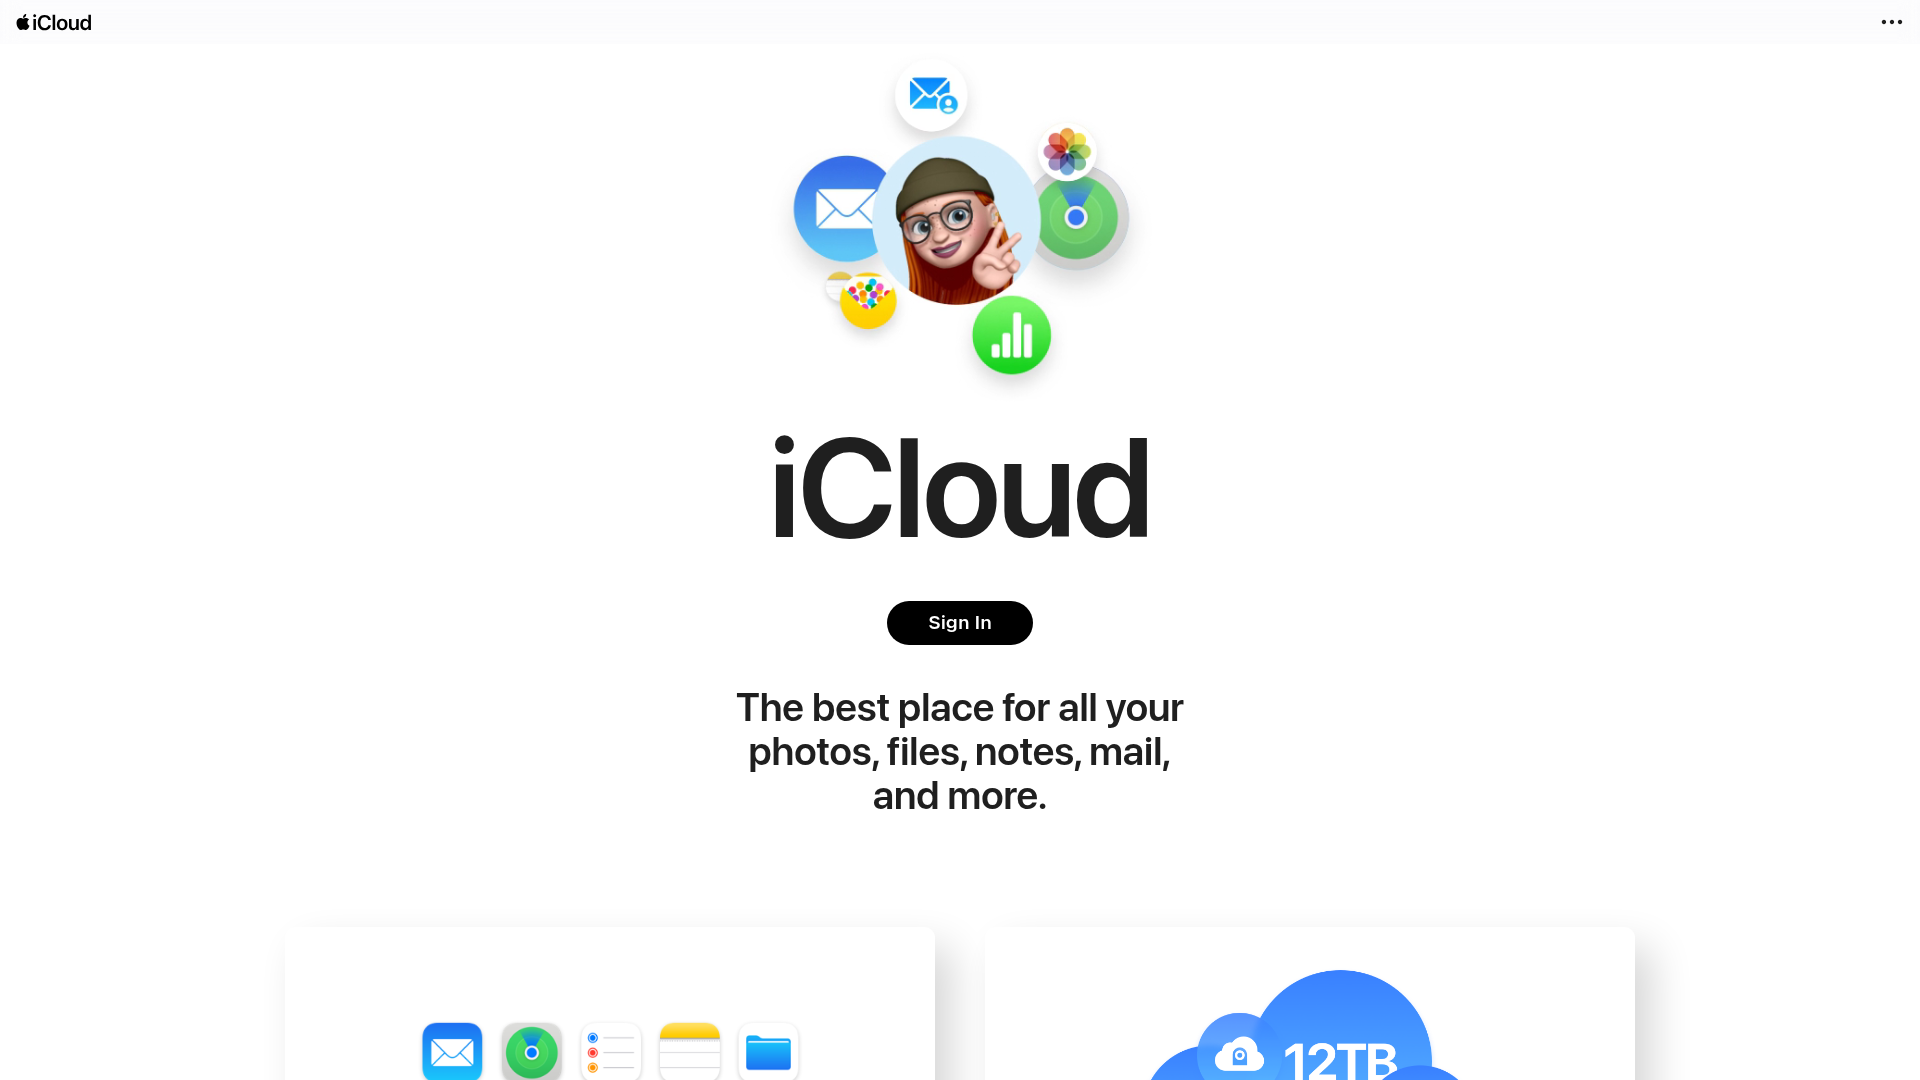 iCloud
iCloud
Sign In
The best place for all your
photos, files, notes, mail,
and more.
12TB